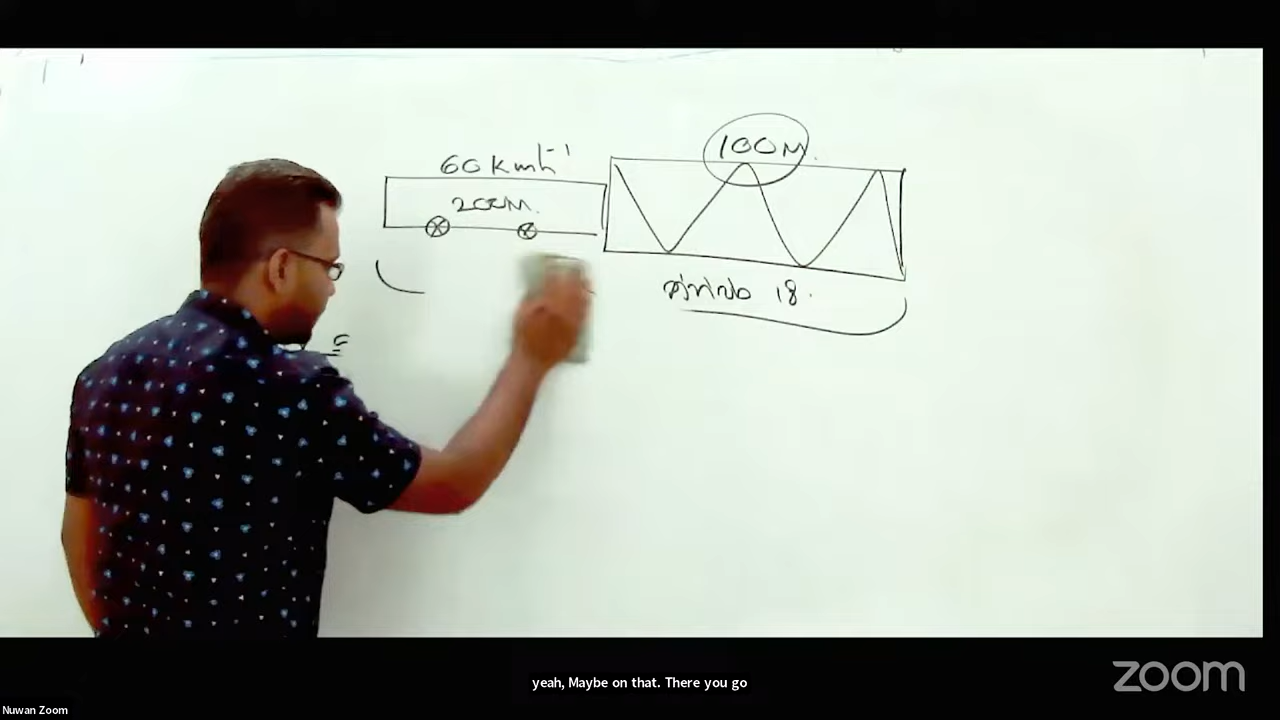 60 Kmh⁻¹
200M.
100M.
18.
yeah, Maybe on that. There you go
Nuwan Zoom
zoom